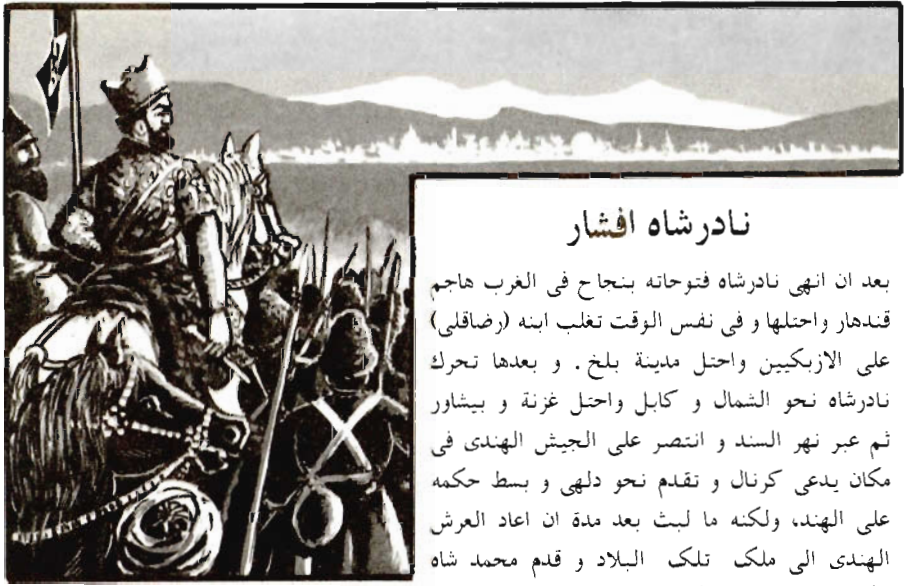 نادرشاه افشار
بعد ان انهى نادرشاه فتوحاته بنجاح فى الغرب هاجم
قندهار واحتلها و فى نفس الوقت تغلب ابنه (رضاقلى)
على الازبكيين واحتل مدينة بلخ. و بعدها تحرك
نادرشاه نحو الشمال و كابل واحتل غزنة و بيشاور
ثم عبر نهر السند و انتصر على الجيش الهندى فى
مكان يدعى كرنال و تقدم نحو دلهى و بسط حكمه
على الهند، ولكنه ما لبث بعد مدة ان اعاد العرش
الهندى الى ملک تلک البلاد و قدم محمد شاه